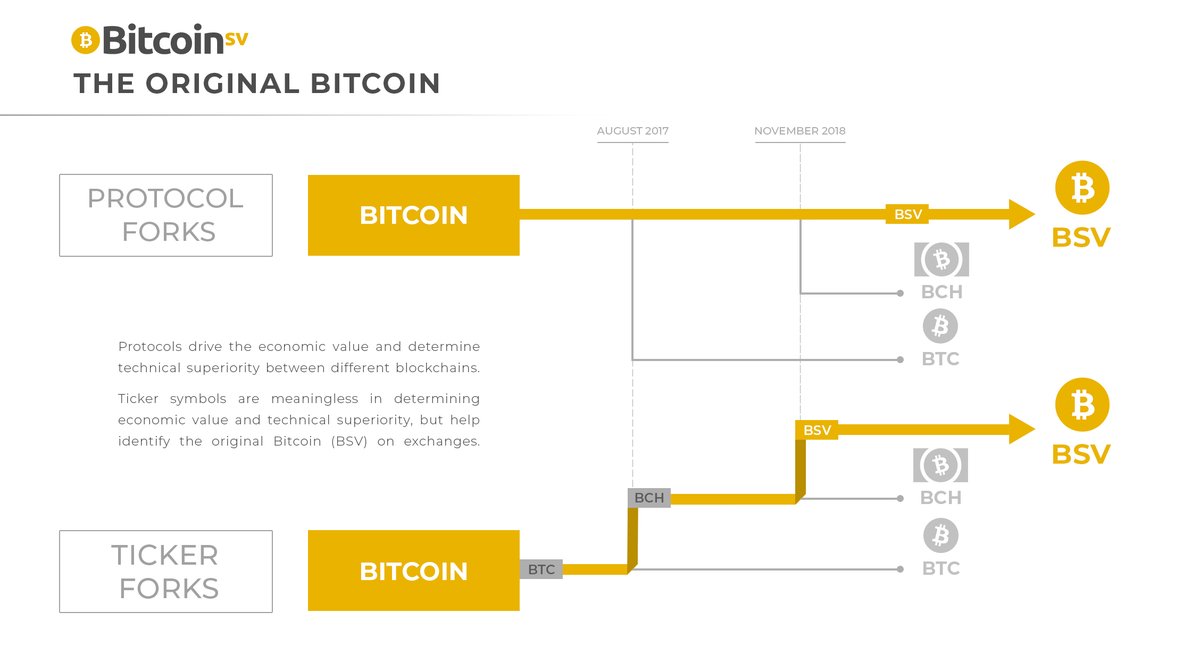 Bitcoin SV
THE ORIGINAL BITCOIN
AUGUST 2017
NOVEMBER 2018
PROTOCOL
FORKS
BITCOIN
BSV
BSV
BCH
BTC
Protocols drive the economic value and determine
technical superiority between different blockchains.
Ticker symbols are meaningless in determining
economic value and technical superiority, but help
identify the original Bitcoin (BSV) on exchanges.
BSV
BSV
BCH
BCH
TICKER
FORKS
BITCOIN
BTC
BTC